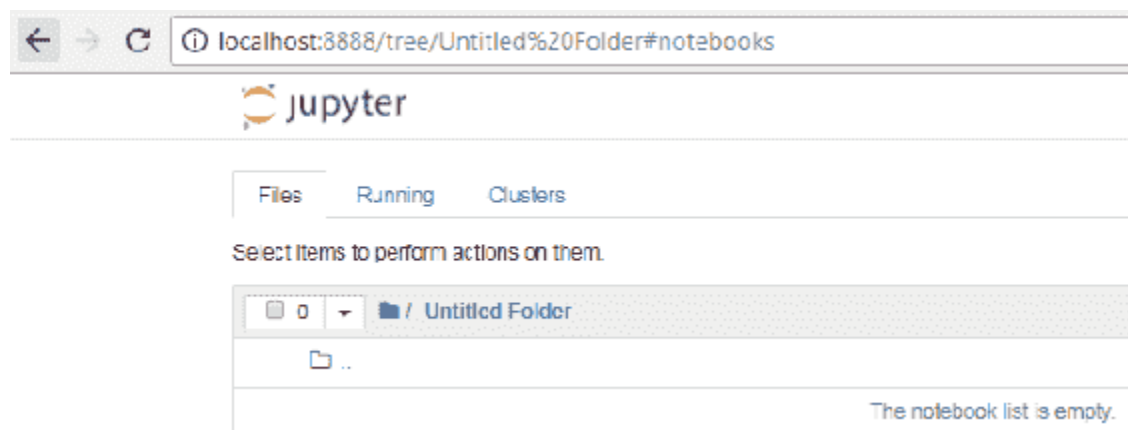 localhost:8888/tree/Untitled%20Folder#notebooks
jupyter
Files Running Clusters
Select items to perform actions on them.
0 / Untitled Folder
..
The notebook list is empty.